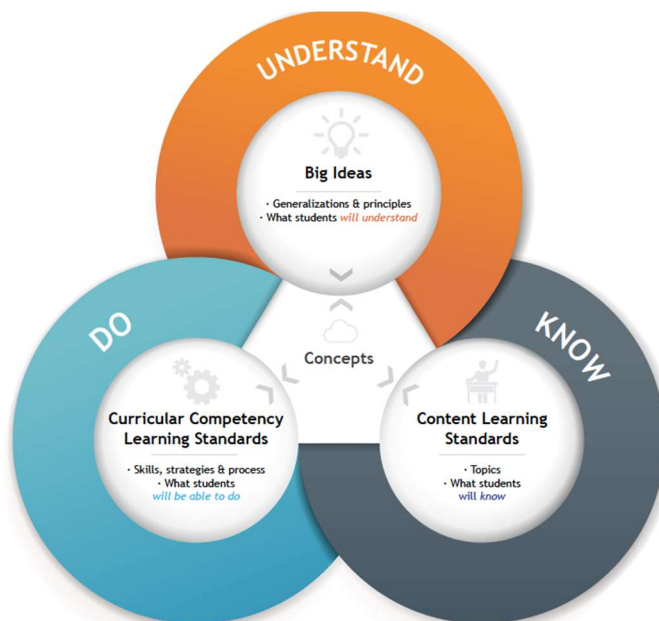 UNDERSTAND
Big Ideas
· Generalizations & principles
· What students will understand
DO
KNOW
Concepts
Curricular Competency
Learning Standards
· Skills, strategies & process
· What students
will be able to do
Content Learning
Standards
· Topics
· What students
will know